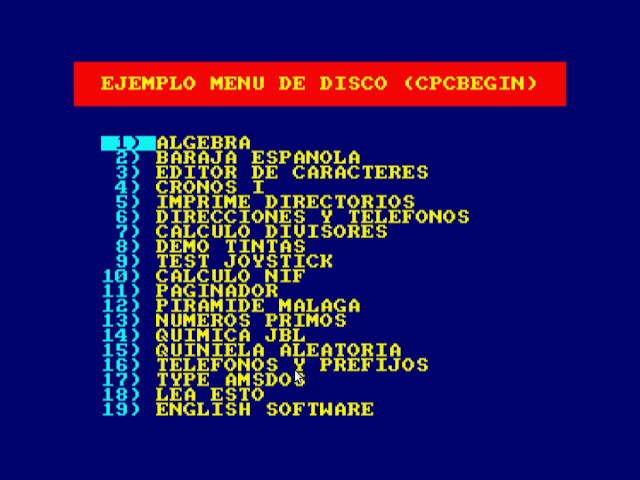 EJEMPLO MENU DE DISCO (CPCBEGIN)
1) ALGEBRA
2) BARAJA ESPANOLA
3) EDITOR DE CARACTERES
4) CRONOS I
5) IMPRIME DIRECTORIOS
6) DIRECCIONES Y TELEFONOS
7) CALCULO DIVISORES
8) DEMO TINTAS
9) TEST JOYSTICK
10) CALCULO NIF
11) PAGINADOR
12) PIRAMIDE MALAGA
13) NUMEROS PRIMOS
14) QUIMICA JBL
15) QUINIELA ALEATORIA
16) TELEFONOS Y PREFIJOS
17) TYPE AMSDOS
18) LEA ESTO
19) ENGLISH SOFTWARE